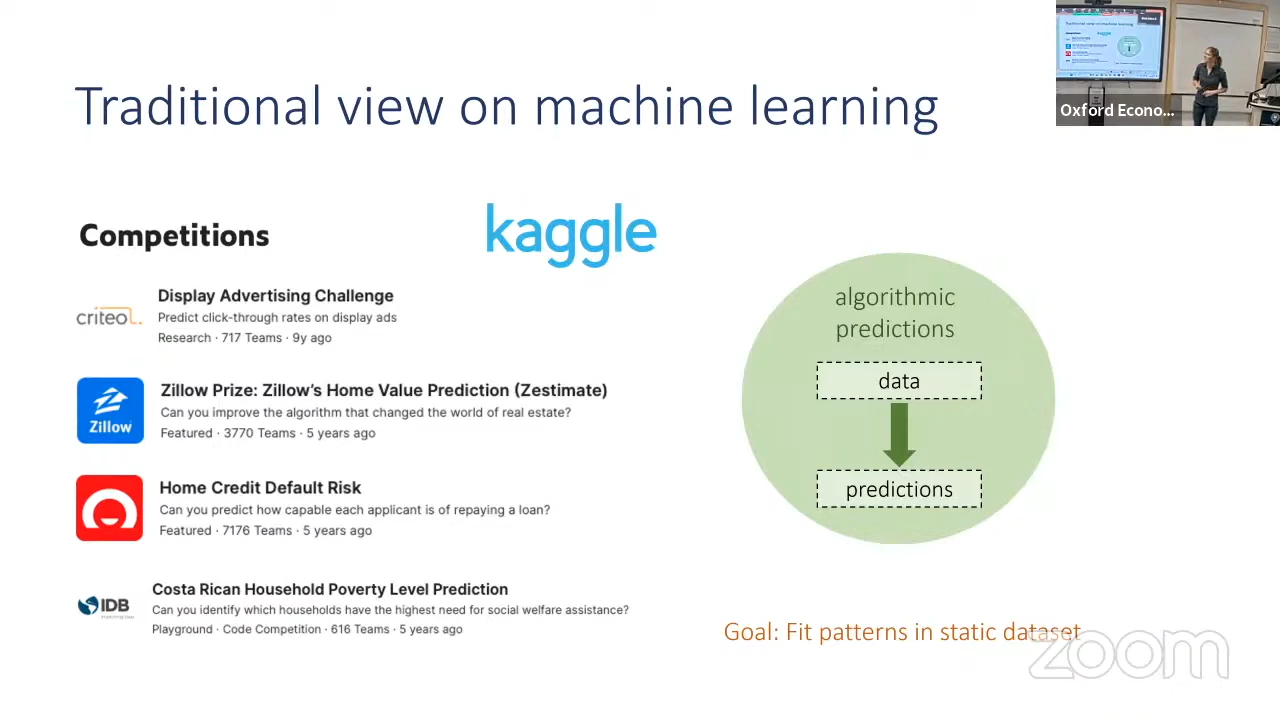 Traditional view on machine learning
Oxford Econo...
Competitions
kaggle
criteo
Display Advertising Challenge
Predict click-through rates on display ads
Research · 717 Teams · 9y ago
Zillow
Zillow Prize: Zillow’s Home Value Prediction (Zestimate)
Can you improve the algorithm that changed the world of real estate?
Featured · 3770 Teams · 5 years ago
Home Credit Default Risk
Can you predict how capable each applicant is of repaying a loan?
Featured · 7176 Teams · 5 years ago
IDB
Costa Rican Household Poverty Level Prediction
Can you identify which households have the highest need for social welfare assistance?
Playground · Code Competition · 616 Teams · 5 years ago
algorithmic
predictions
data
predictions
Goal: Fit patterns in static dataset
zoom